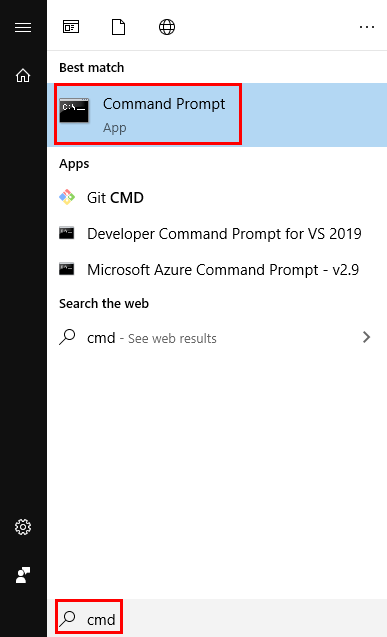 Best match
Command Prompt
App
Apps
Git CMD
Developer Command Prompt for VS 2019
Microsoft Azure Command Prompt - v2.9
Search the web
cmd - See web results
cmd